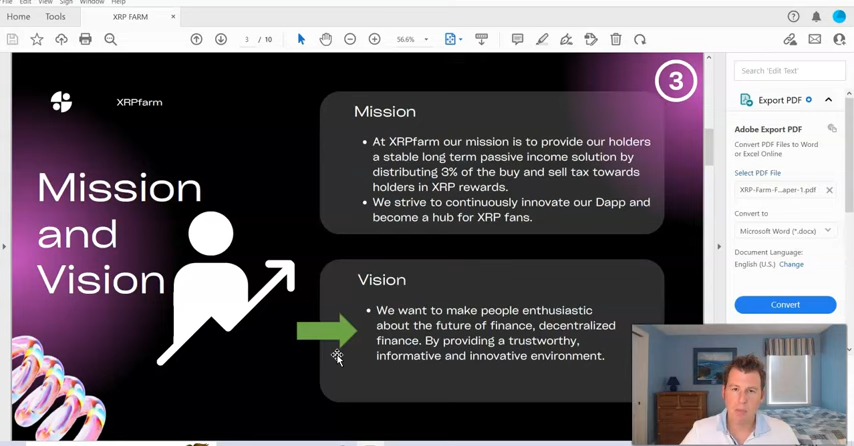 File Edit View Sign Window Help
Home Tools XRP FARM ×
3 / 10 56.6%
XRPfarm
3
Mission
and
Vision
Mission
• At XRPfarm our mission is to provide our holders
a stable long term passive income solution by
distributing 3% of the buy and sell tax towards
holders in XRP rewards.
• We strive to continuously innovate our Dapp and
become a hub for XRP fans.
Vision
• We want to make people enthusiastic
about the future of finance, decentralized
finance. By providing a trustworthy,
informative and innovative environment.
Search 'Edit Text'
Export PDF
Adobe Export PDF
Convert PDF Files to Word
or Excel Online
Select PDF File
XRP-Farm-F...aper-1.pdf ×
Convert to
Microsoft Word (*.docx)
Document Language:
English (U.S.) Change
Convert